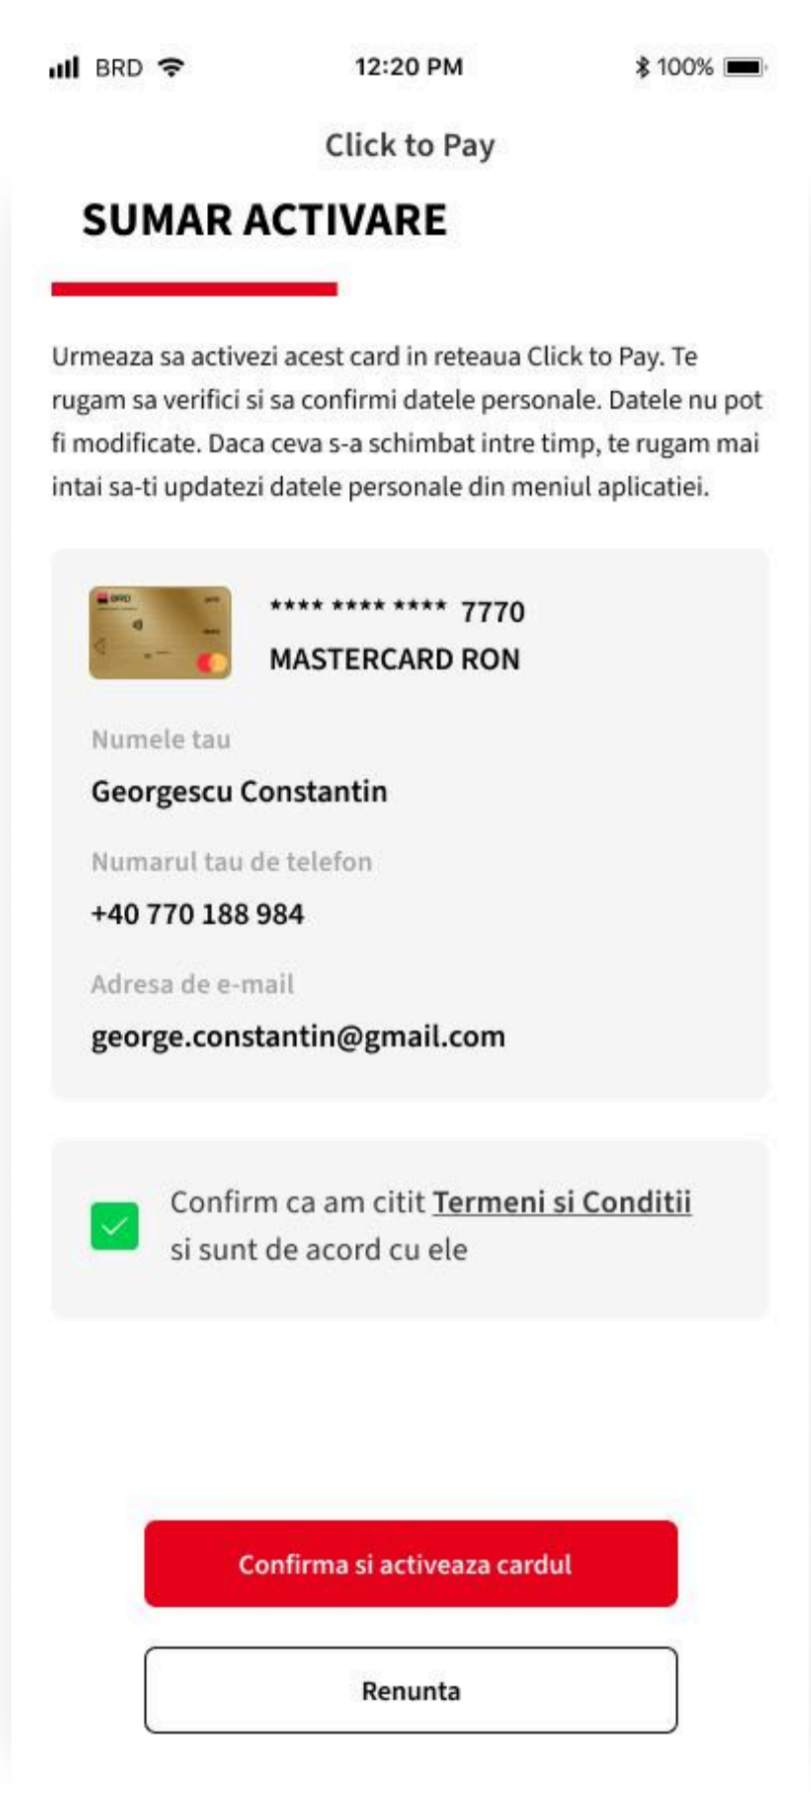 BRD 12:20 PM 100%
Click to Pay
SUMAR ACTIVARE
Urmeaza sa activezi acest card in reteaua Click to Pay. Te
rugam sa verifici si sa confirmi datele personale. Datele nu pot
fi modificate. Daca ceva s-a schimbat intre timp, te rugam mai
intai sa-ti updatezi datele personale din meniul aplicatiei.
BRD
**** **** **** 7770
MASTERCARD RON
Numele tau
Georgescu Constantin
Numarul tau de telefon
+40 770 188 984
Adresa de e-mail
george.constantin@gmail.com
Confirm ca am citit Termeni si Conditii
si sunt de acord cu ele
Confirma si activeaza cardul
Renunta